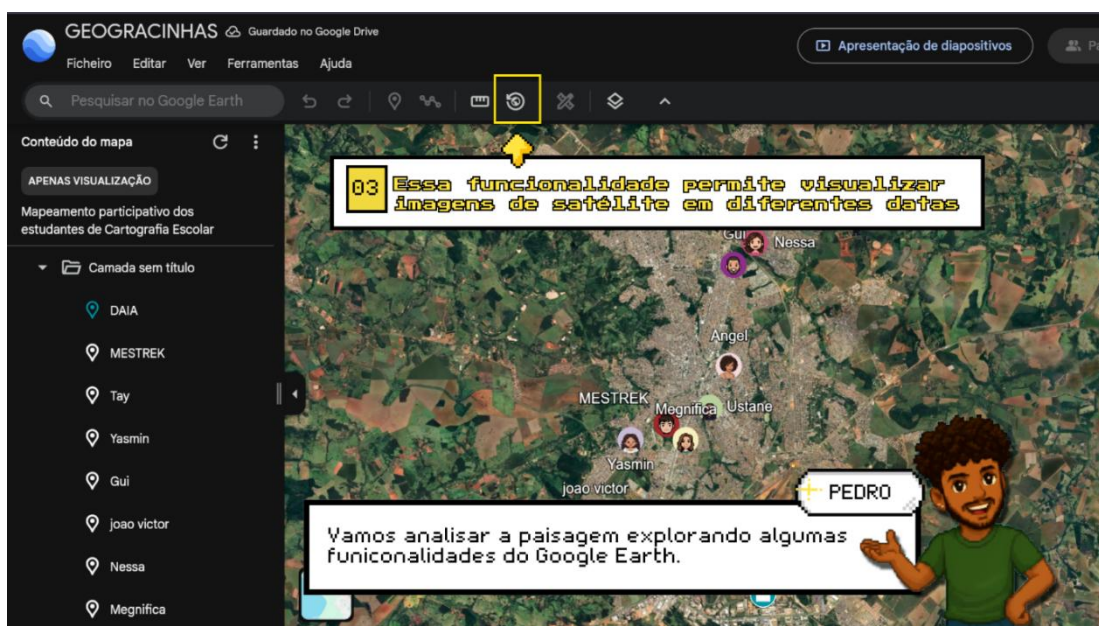 GEOGRACINHAS Guardado no Google Drive
Ficheiro Editar Ver Ferramentas Ajuda
Apresentação de diapositivos
Pesquisar no Google Earth
Conteúdo do mapa
APENAS VISUALIZAÇÃO
Mapeamento participativo dos
estudantes de Cartografia Escolar
Camada sem título
DAIA
MESTREK
Tay
Yasmin
Gui
joao victor
Nessa
Megnifica
03
Essa funcionalidade permite visualizar
imagens de satélite em diferentes datas
Gui
Nessa
Angel
MESTREK
Megnifica
Ustane
Yasmin
joao victor
PEDRO
Vamos analisar a paisagem explorando algumas
funiconalidades do Google Earth.